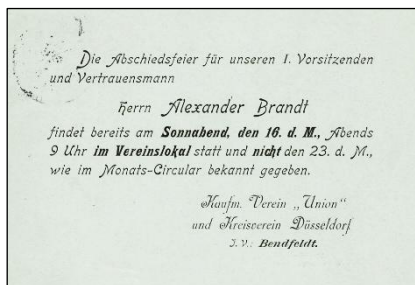 Die Abschiedsfeier für unseren I. Vorsitzenden
und Vertrauensmann
Herrn Alexander Brandt
findet bereits am Sonnabend, den 16. d. M., Abends
9 Uhr im Vereinslokal statt und nicht den 23. d. M.,
wie im Monats-Circular bekannt gegeben.
Kaufm. Verein „Union"
und Kreisverein Düsseldorf
J. V.: Bendfeldt.